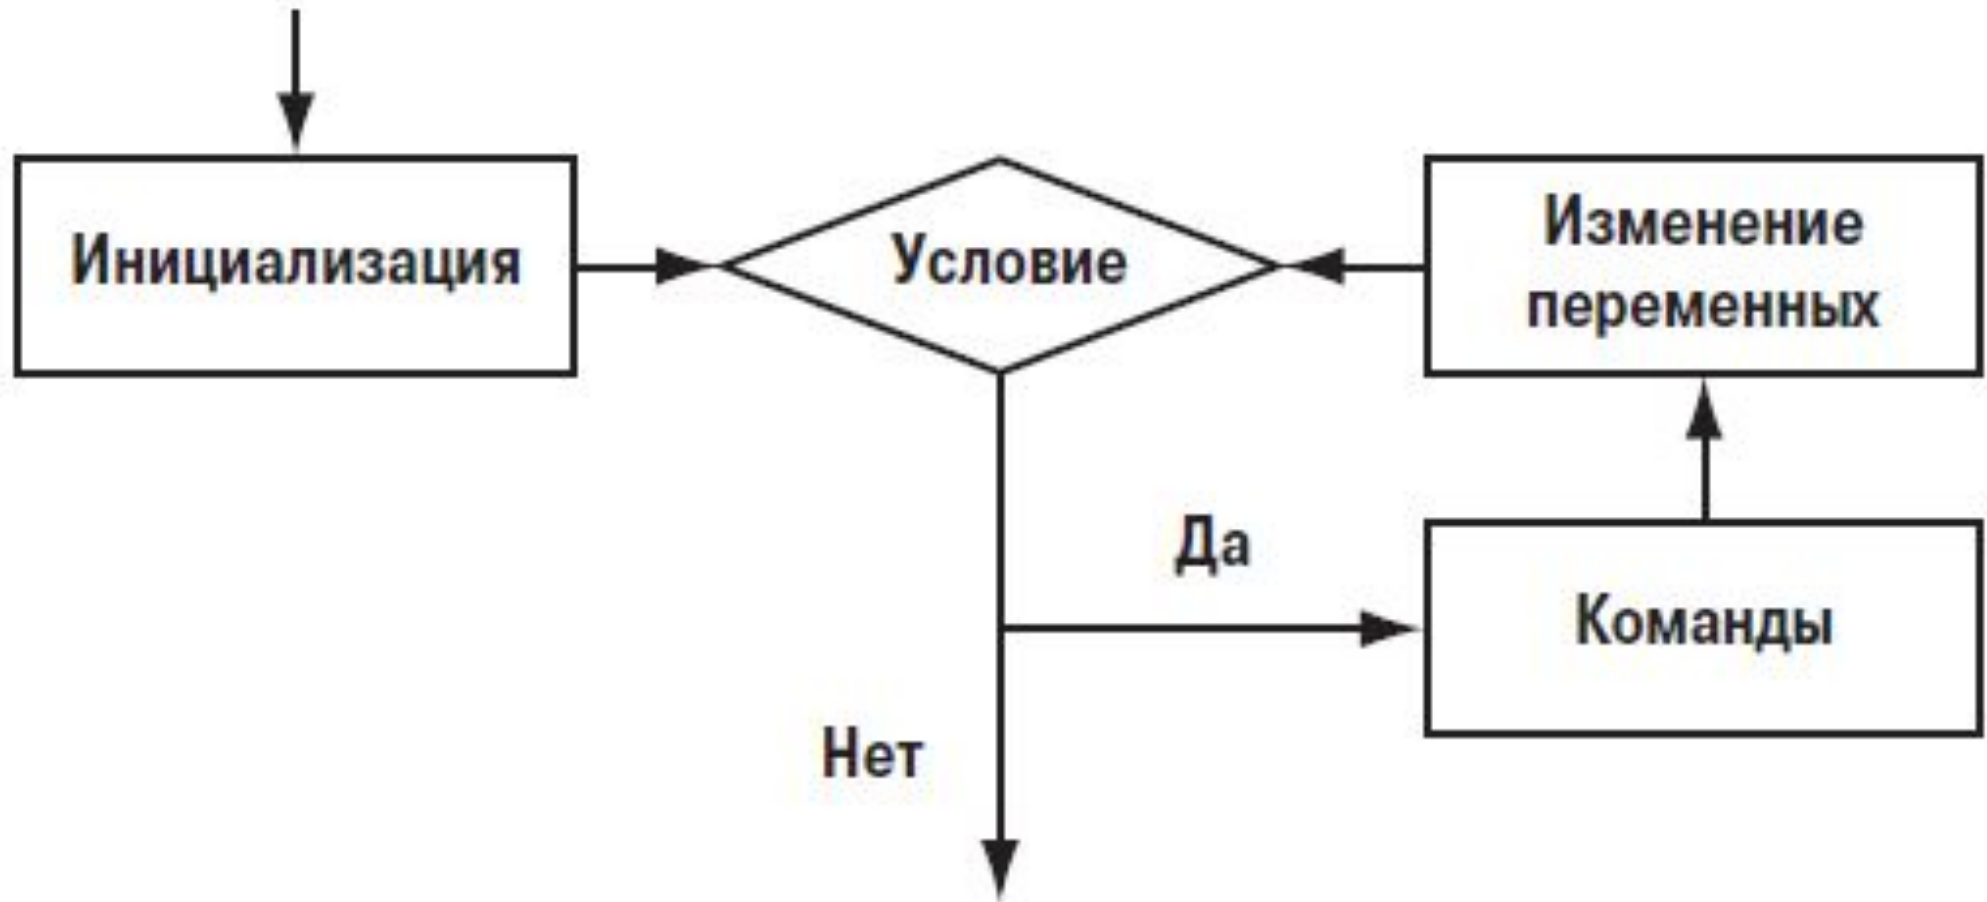 Инициализация
Условие
Изменение
переменных
Да
Команды
Нет